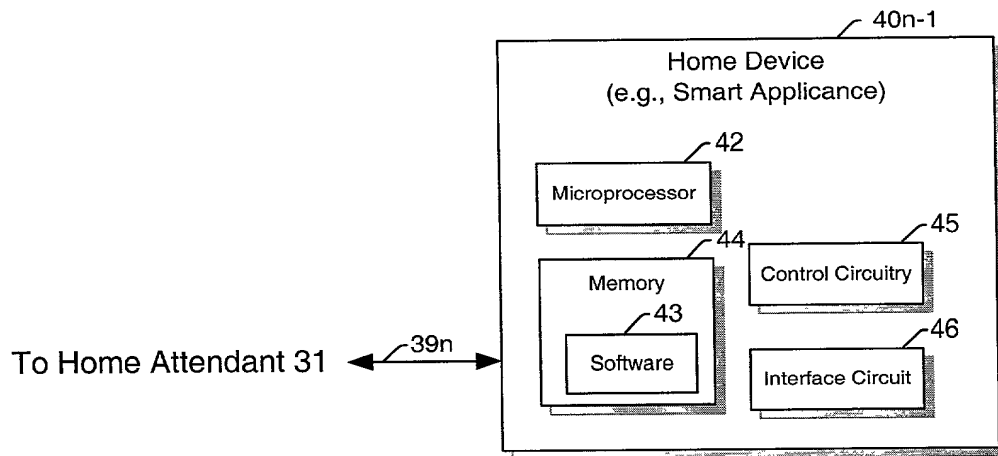 40n-1
Home Device
(e.g., Smart Applicance)
42
Microprocessor
44
45
Memory
Control Circuitry
43
Software
46
Interface Circuit
To Home Attendant 31
39n